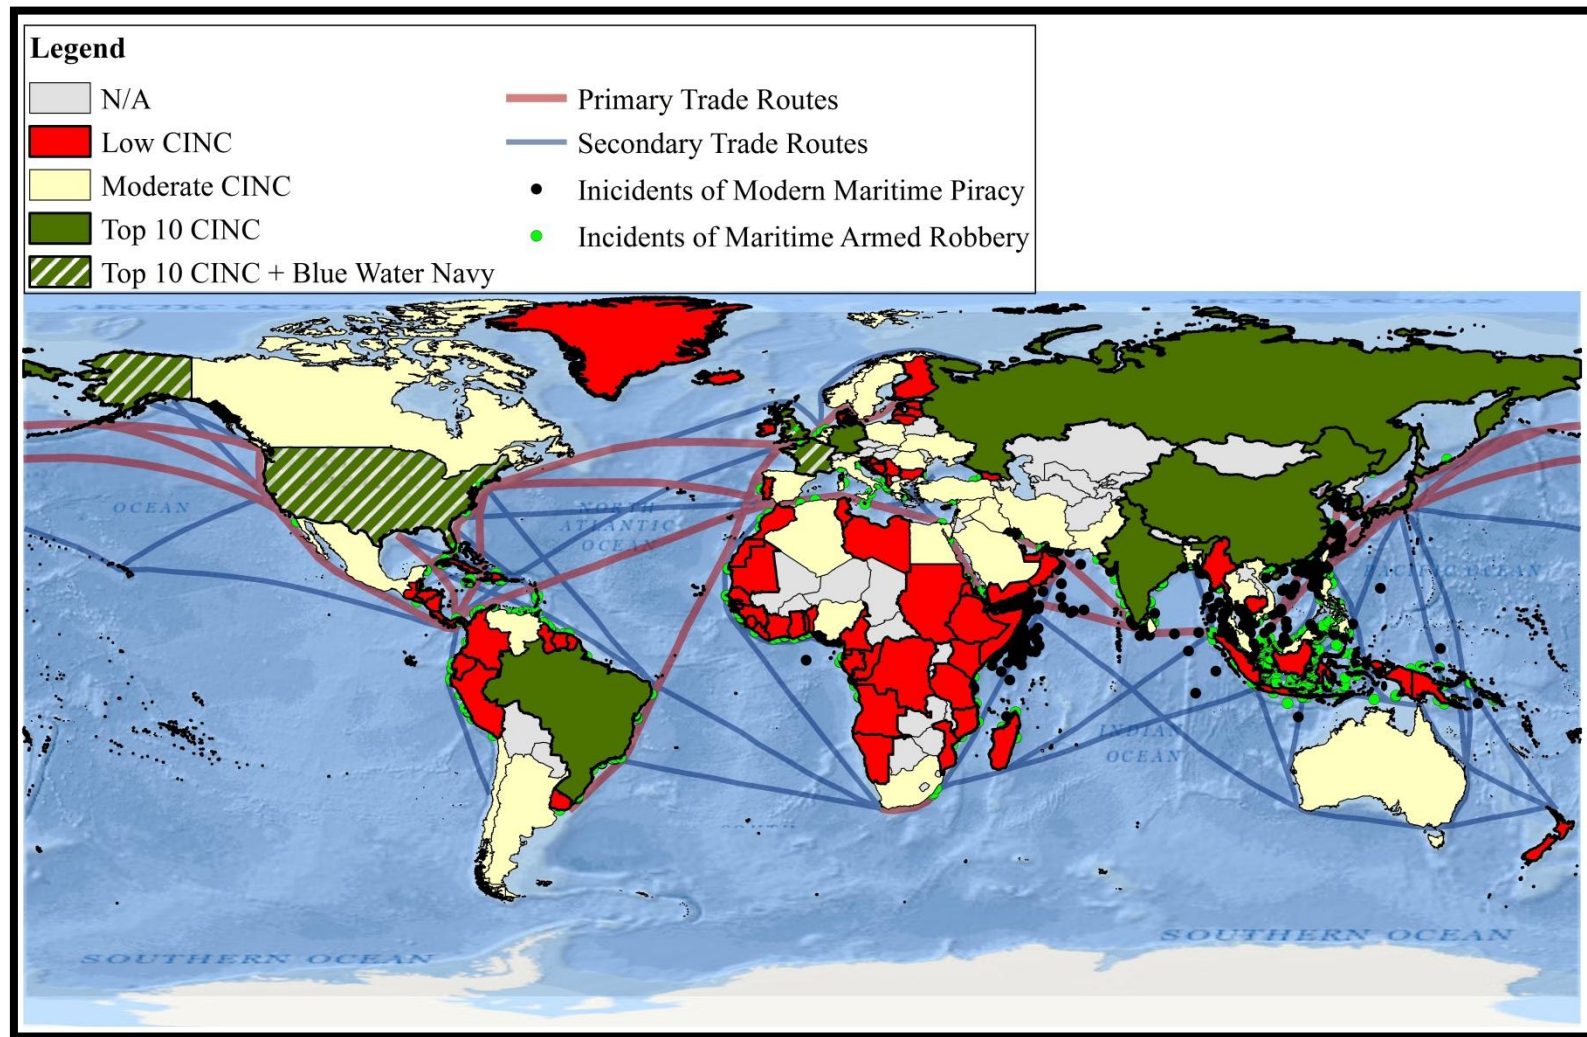 Legend
N/A
Low CINC
Moderate CINC
Top 10 CINC
Top 10 CINC + Blue Water Navy
Primary Trade Routes
Secondary Trade Routes
Inicidents of Modern Maritime Piracy
Incidents of Maritime Armed Robbery
OCEAN
NORTH
ATLANTIC
OCEAN
PACIFIC OCEAN
INDIAN
OCEAN
SOUTH
SOUTHERN OCEAN
SOUTHERN OCEAN